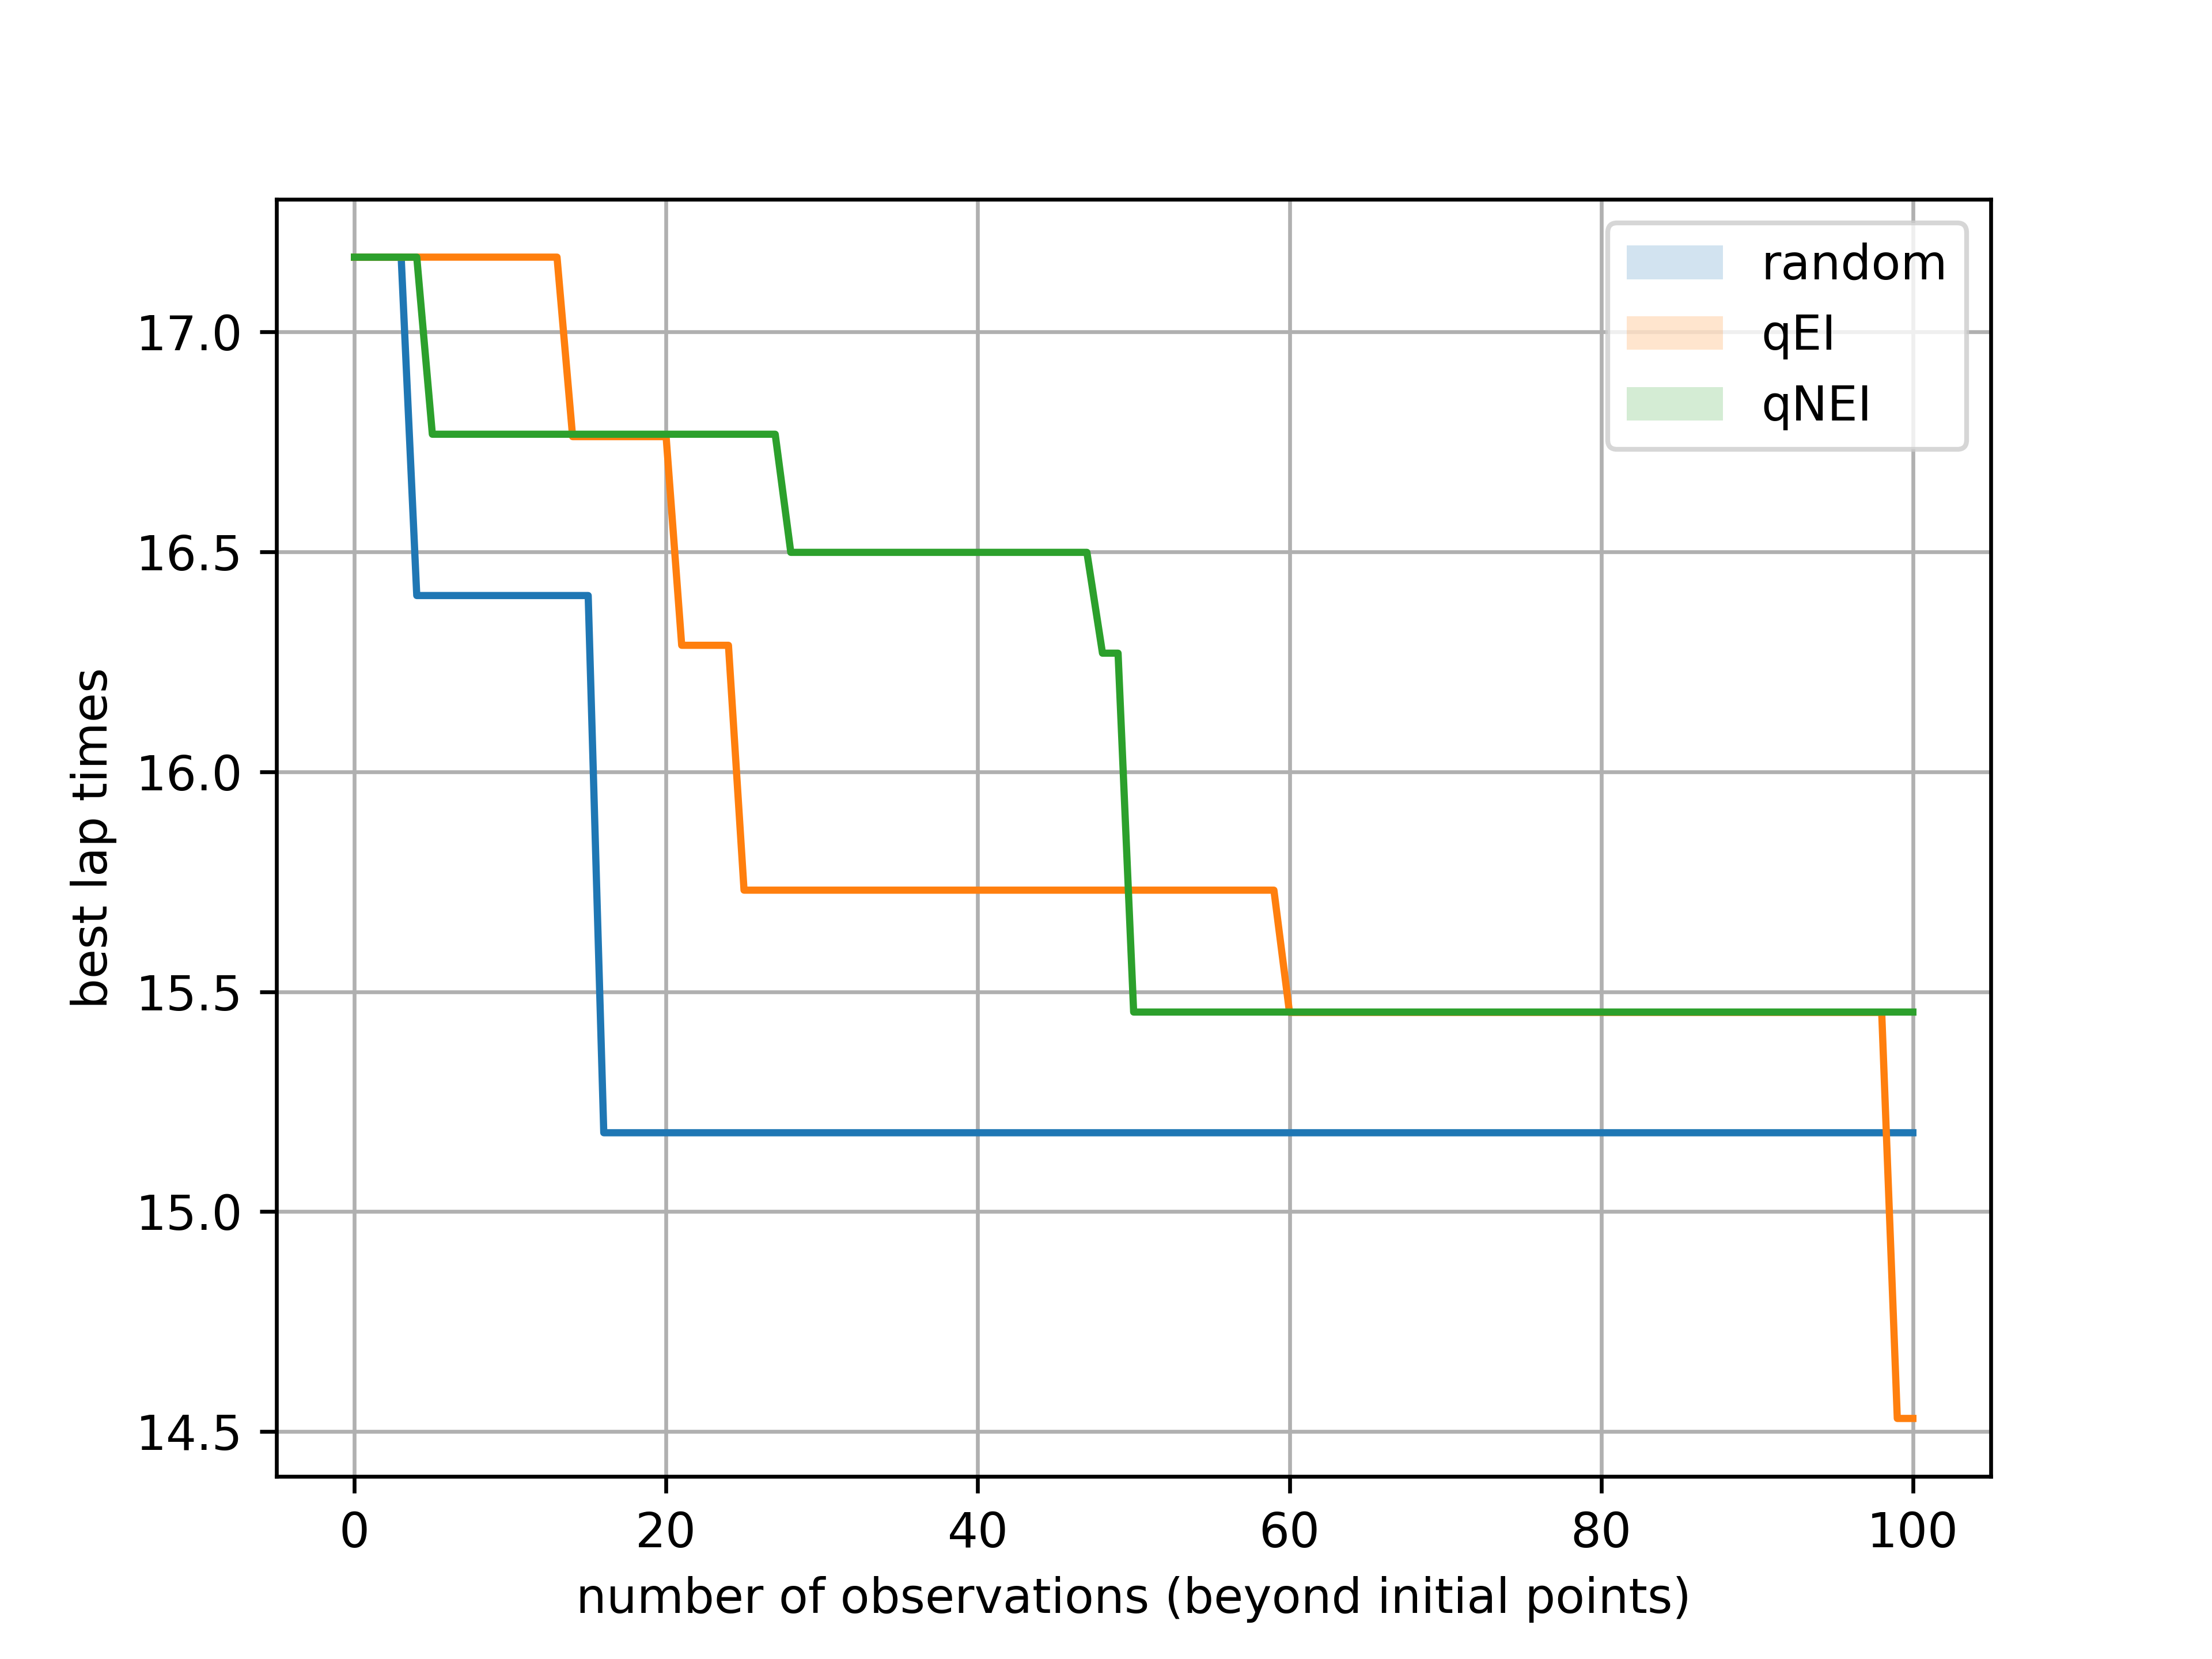 random
qEI
qNEI
17.0
16.5
16.0
15.5
15.0
14.5
best lap times
0 20 40 60 80 100
number of observations (beyond initial points)